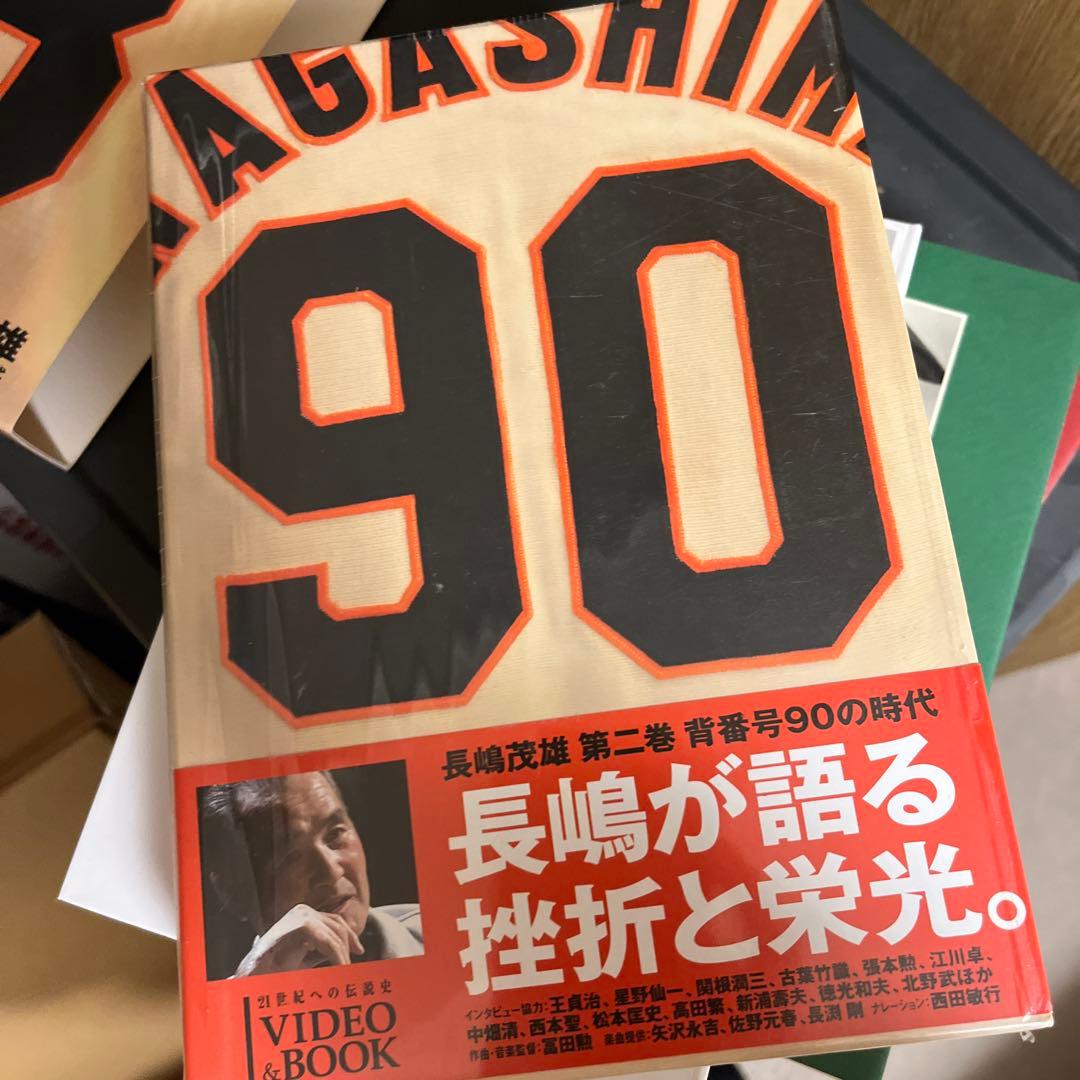 AGASHIM
90
雄
長嶋茂雄 第二巻 背番号90の時代
長嶋が語る
挫折と栄光。
インタビュー協力:王貞治、星野仙一、関根潤三、古葉竹識、張本勲、江川卓、
中畑清、西本聖、松本匡史、高田繁、新浦壽夫、徳光和夫、北野武ほか
作曲・音楽監督:冨田勲 楽曲提供:矢沢永吉、佐野元春、長渕 剛 ナレーション:西田敏行
21世紀への伝説史
VIDEO
&BOOK